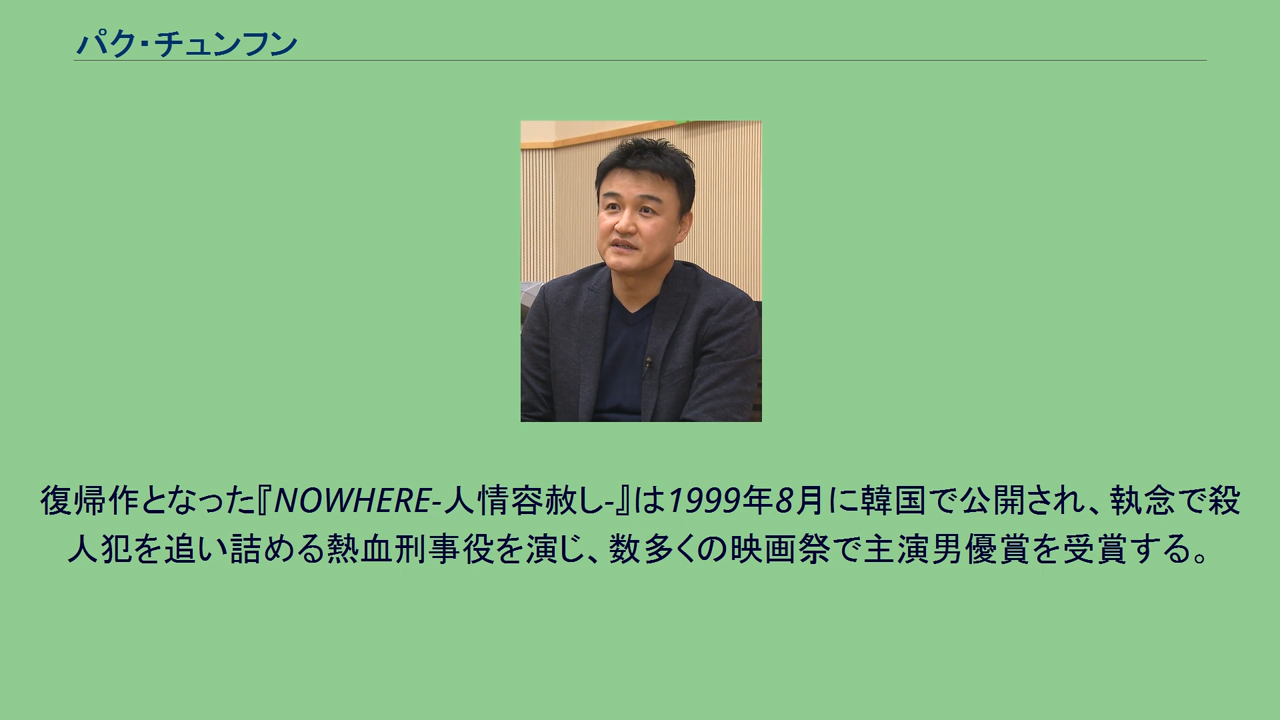 パク・チュンフン
復帰作となった『NOWHERE-人情容赦し-』は1999年8月に韓国で公開され、執念で殺
人犯を追い詰める熱血刑事役を演じ、数多くの映画祭で主演男優賞を受賞する。